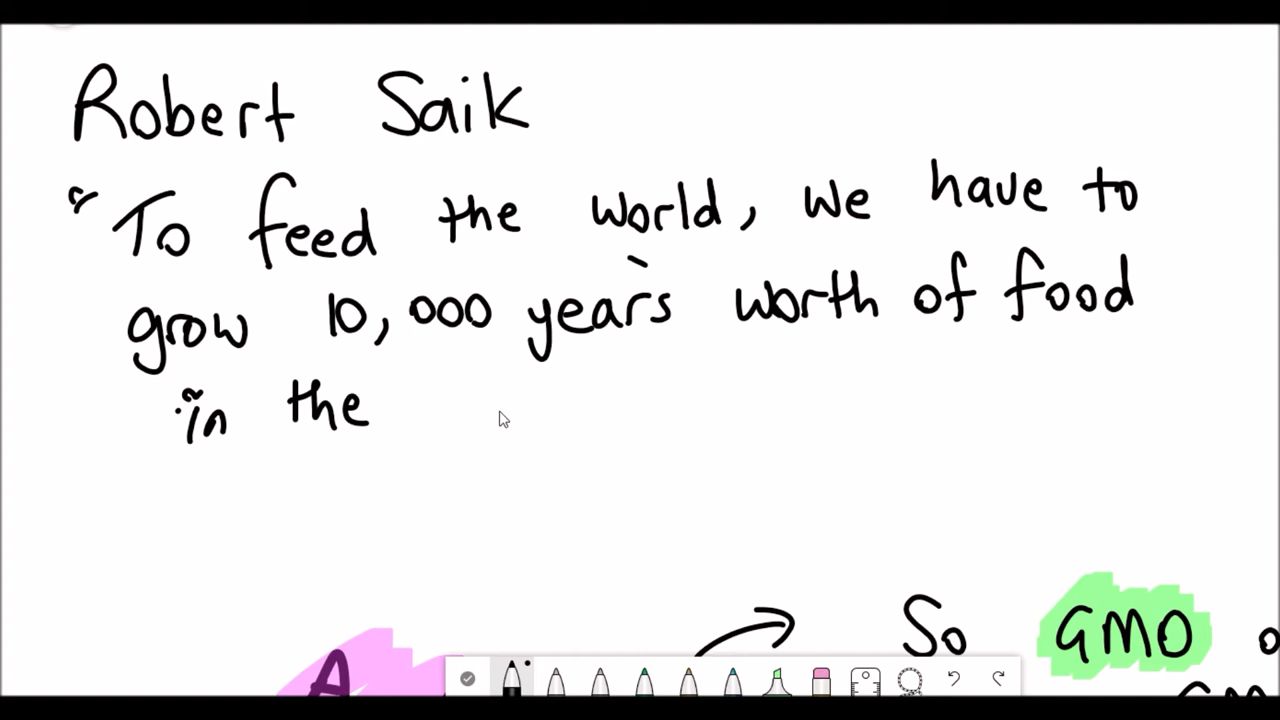 Robert Saik
"To feed the world, we have to
grow 10,000 years worth of food
in the
So GMO
A